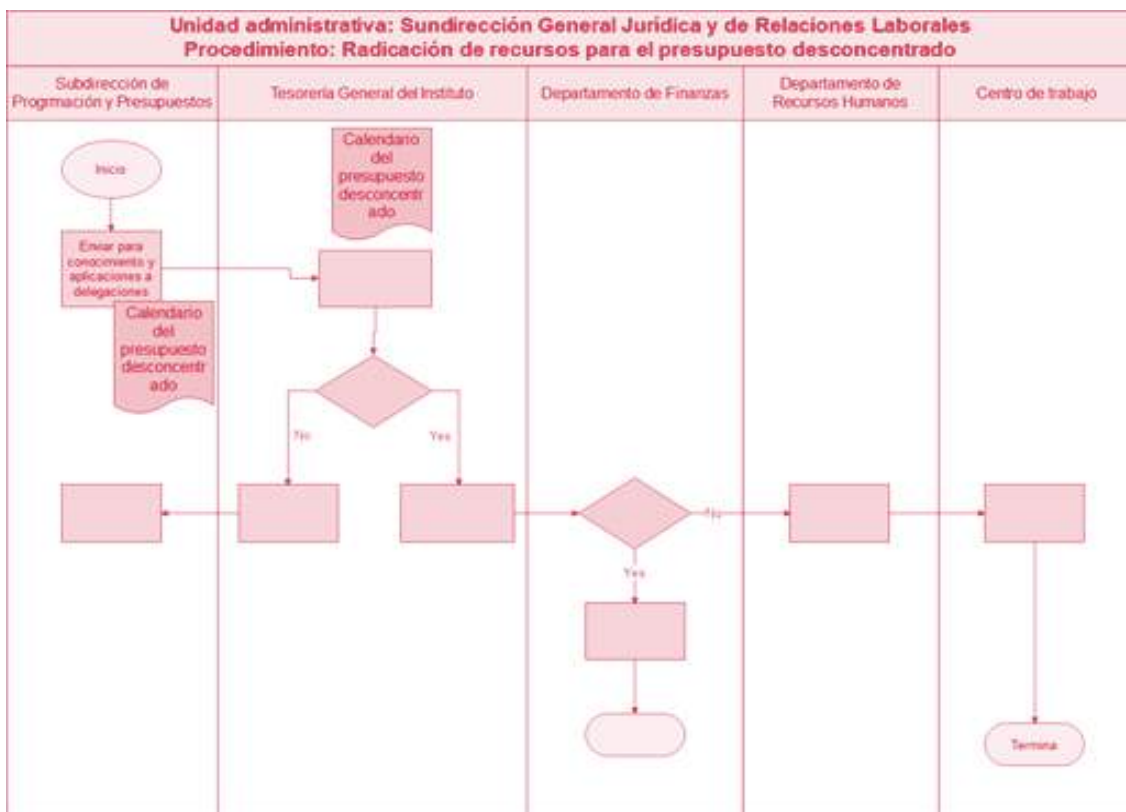 Unidad administrativa: Sundirección General Jurídica y de Relaciones Laborales
Procedimiento: Radicación de recursos para el presupuesto desconcentrado
Subdirección de
Progrmación y Presupuestos
Tesorería General del Instituto
Departamento de Finanzas
Departamento de
Recursos Humanos
Centro de trabajo
Inicio
Calendario
del
presupuesto
desconcentr
ado
Enviar para
conocimiento y
aplicaciones a
delegaciones
Calendario
del
presupuesto
desconcentr
ado
No
Yes
No
Yes
Termina